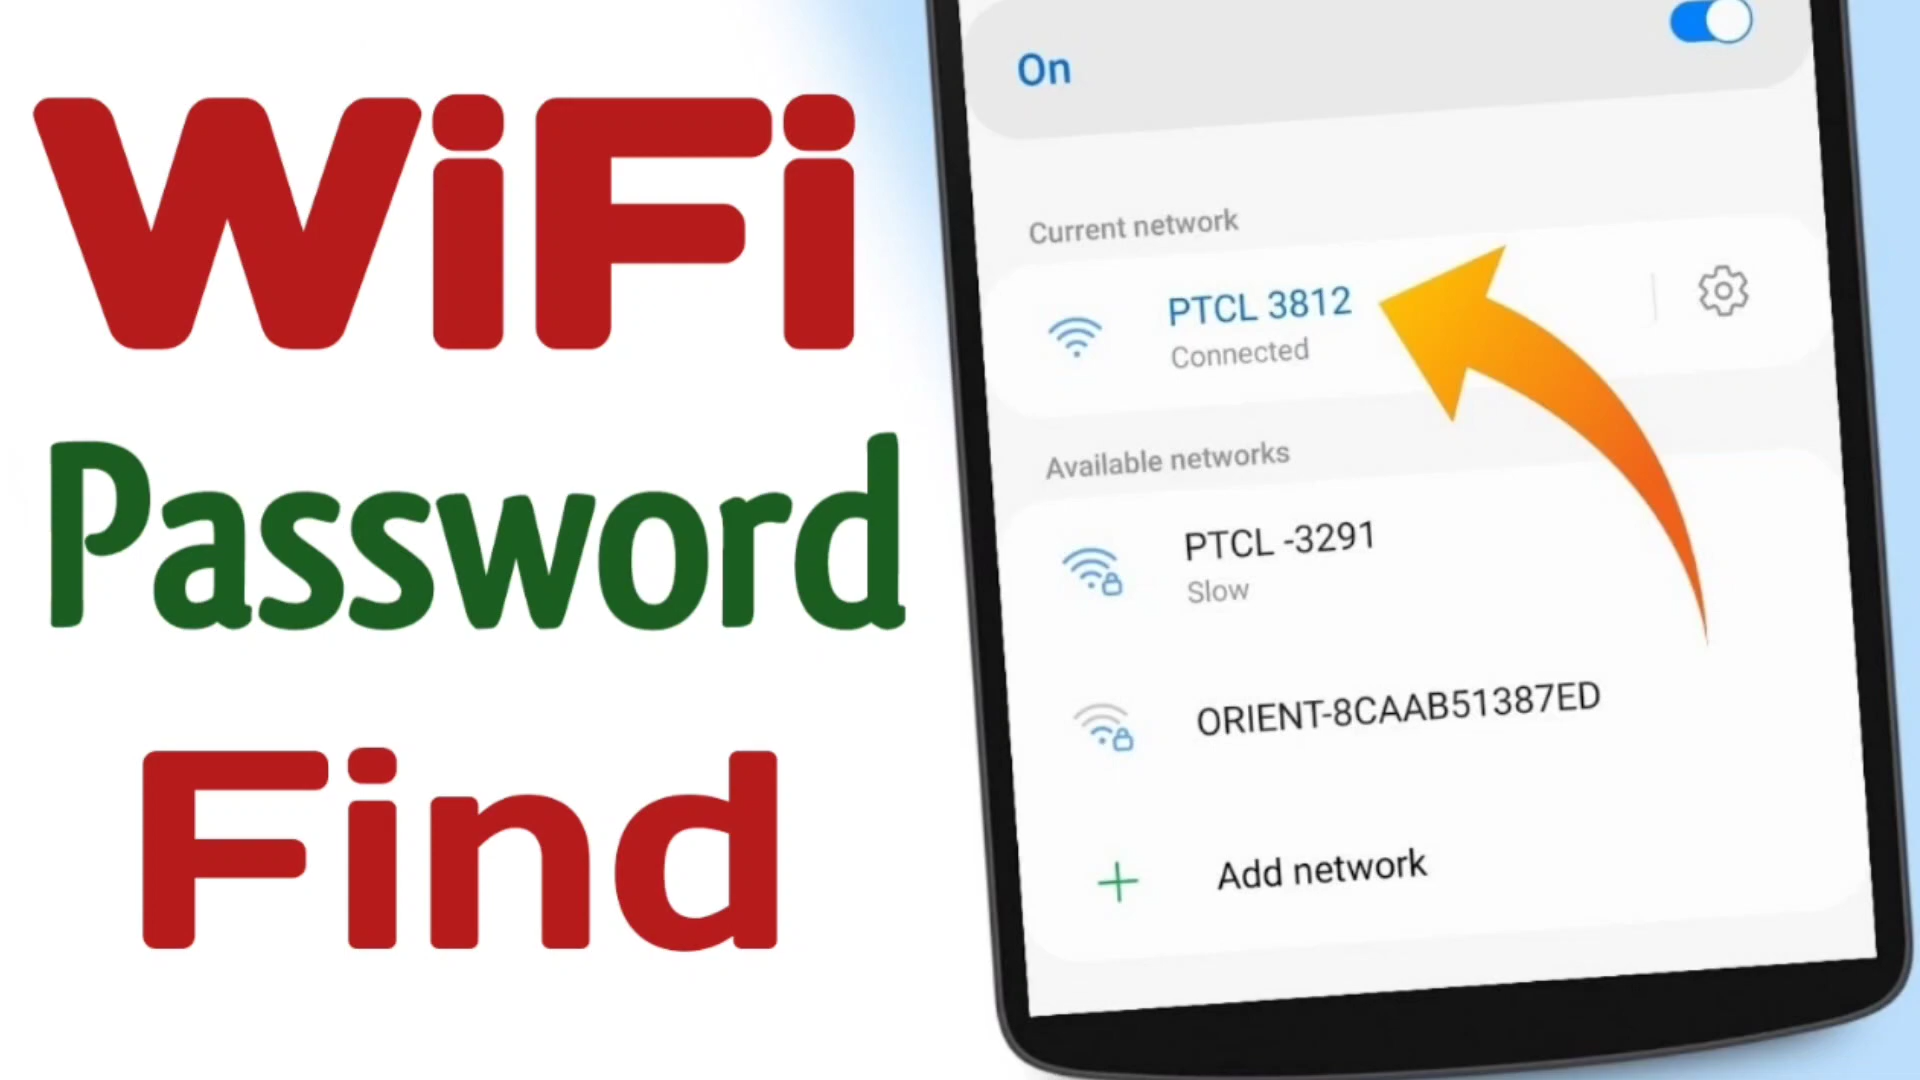 WiFi
Password
Find
On
Current network
PTCL 3812
Connected
Available networks
PTCL -3291
Slow
ORIENT-8CAAB51387ED
Add network